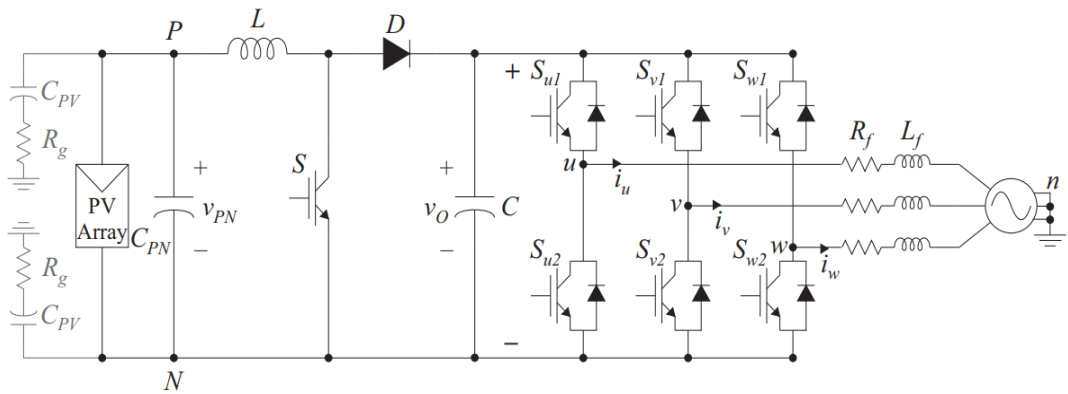 P
L
D
C_PV
R_g
PV
Array
R_g
C_PV
C_PN
+
v_PN
−
S
+
v_O
−
C
+
−
S_u1
S_v1
S_w1
u
i_u
v
i_v
w
i_w
S_u2
S_v2
S_w2
R_f
L_f
n
N